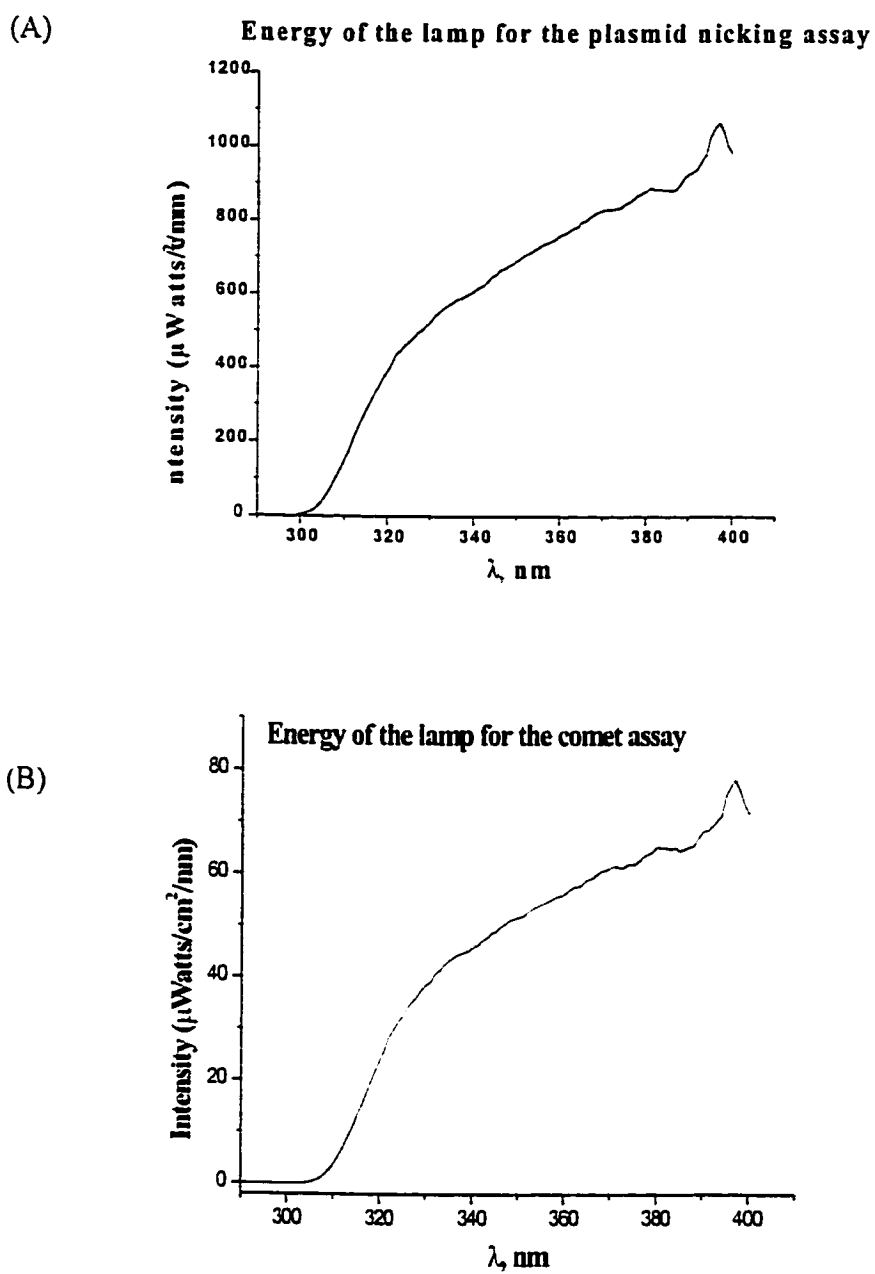 (A)
Energy of the lamp for the plasmid nicking assay
1200
1000
800
600
400
200
0
ntensity (μWatts/
300 320 340 360 380 400
λ, nm
(B)
Energy of the lamp for the comet assay
80
60
40
20
0
Intensity (μWatts/cm²/nm)
300 320 340 360 380 400
λ, nm